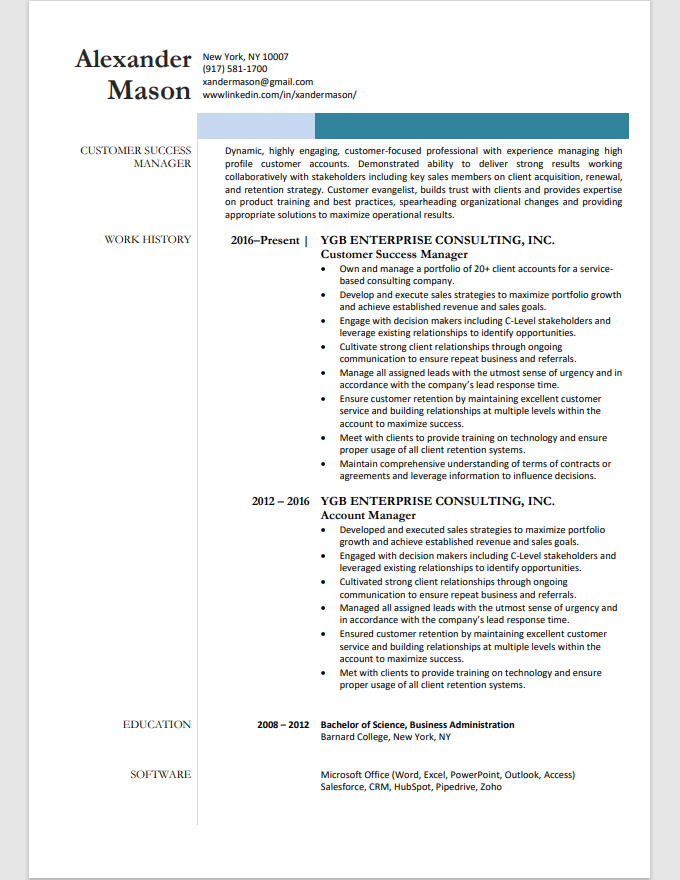 Alexander
Mason
New York, NY 10007
(917) 581-1700
xandermason@gmail.com
wwwlinkedin.com/in/xandermason/
CUSTOMER SUCCESS
MANAGER
Dynamic, highly engaging, customer-focused professional with experience managing high
profile customer accounts. Demonstrated ability to deliver strong results working
collaboratively with stakeholders including key sales members on client acquisition, renewal,
and retention strategy. Customer evangelist, builds trust with clients and provides expertise
on product training and best practices, spearheading organizational changes and providing
appropriate solutions to maximize operational results.
WORK HISTORY
2016–Present | YGB ENTERPRISE CONSULTING, INC.
Customer Success Manager
• Own and manage a portfolio of 20+ client accounts for a service-
based consulting company.
• Develop and execute sales strategies to maximize portfolio growth
and achieve established revenue and sales goals.
• Engage with decision makers including C-Level stakeholders and
leverage existing relationships to identify opportunities.
• Cultivate strong client relationships through ongoing
communication to ensure repeat business and referrals.
• Manage all assigned leads with the utmost sense of urgency and in
accordance with the company’s lead response time.
• Ensure customer retention by maintaining excellent customer
service and building relationships at multiple levels within the
account to maximize success.
• Meet with clients to provide training on technology and ensure
proper usage of all client retention systems.
• Maintain comprehensive understanding of terms of contracts or
agreements and leverage information to influence decisions.
2012 – 2016 YGB ENTERPRISE CONSULTING, INC.
Account Manager
• Developed and executed sales strategies to maximize portfolio
growth and achieve established revenue and sales goals.
• Engaged with decision makers including C-Level stakeholders and
leveraged existing relationships to identify opportunities.
• Cultivated strong client relationships through ongoing
communication to ensure repeat business and referrals.
• Managed all assigned leads with the utmost sense of urgency and
in accordance with the company’s lead response time.
• Ensured customer retention by maintaining excellent customer
service and building relationships at multiple levels within the
account to maximize success.
• Met with clients to provide training on technology and ensure
proper usage of all client retention systems.
EDUCATION
2008 – 2012 Bachelor of Science, Business Administration
Barnard College, New York, NY
SOFTWARE
Microsoft Office (Word, Excel, PowerPoint, Outlook, Access)
Salesforce, CRM, HubSpot, Pipedrive, Zoho